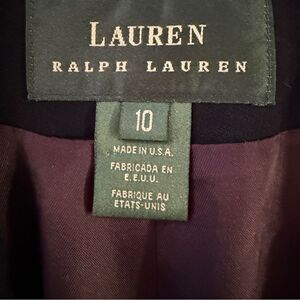 LAUREN
RALPH LAUREN
10
MADE IN U.S.A.
FABRICADA EN
E.E.U.U.
FABRIQUE AU
ETATS-UNIS